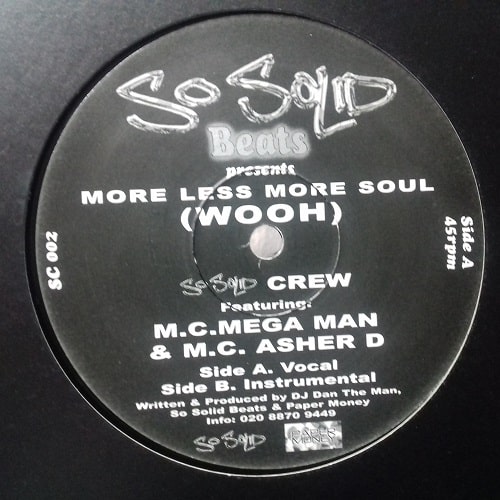 So Solid
Beats
presents
MORE LESS MORE SOUL
(WOOH)
SC 002
Side A
45rpm
So Solid CREW
Featuring:
M.C.MEGA MAN
& M.C. ASHER D
Side A. Vocal
Side B. Instrumental
Written & Produced by DJ Dan The Man,
So Solid Beats & Paper Money
Info: 020 8870 9449
So Solid
PAPER
MONEY